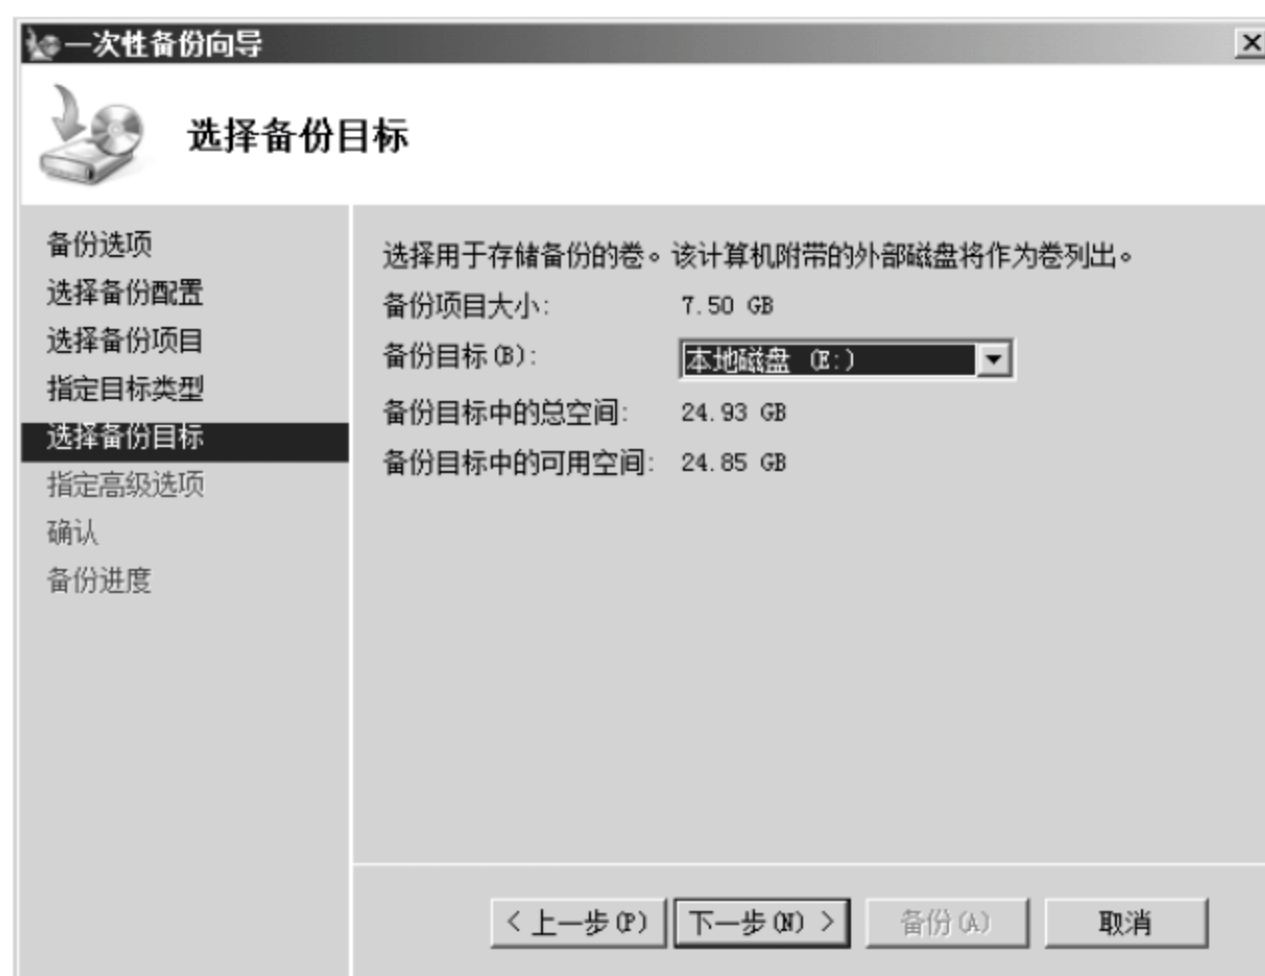 一次性备份向导
选择备份目标
备份选项
选择备份配置
选择备份项目
指定目标类型
选择备份目标
指定高级选项
确认
备份进度
选择用于存储备份的卷。该计算机附带的外部磁盘将作为卷列出。
备份项目大小: 7.50 GB
备份目标(B): 本地磁盘 (E:)
备份目标中的总空间: 24.93 GB
备份目标中的可用空间: 24.85 GB
< 上一步(P) 下一步(N) > 备份(A) 取消